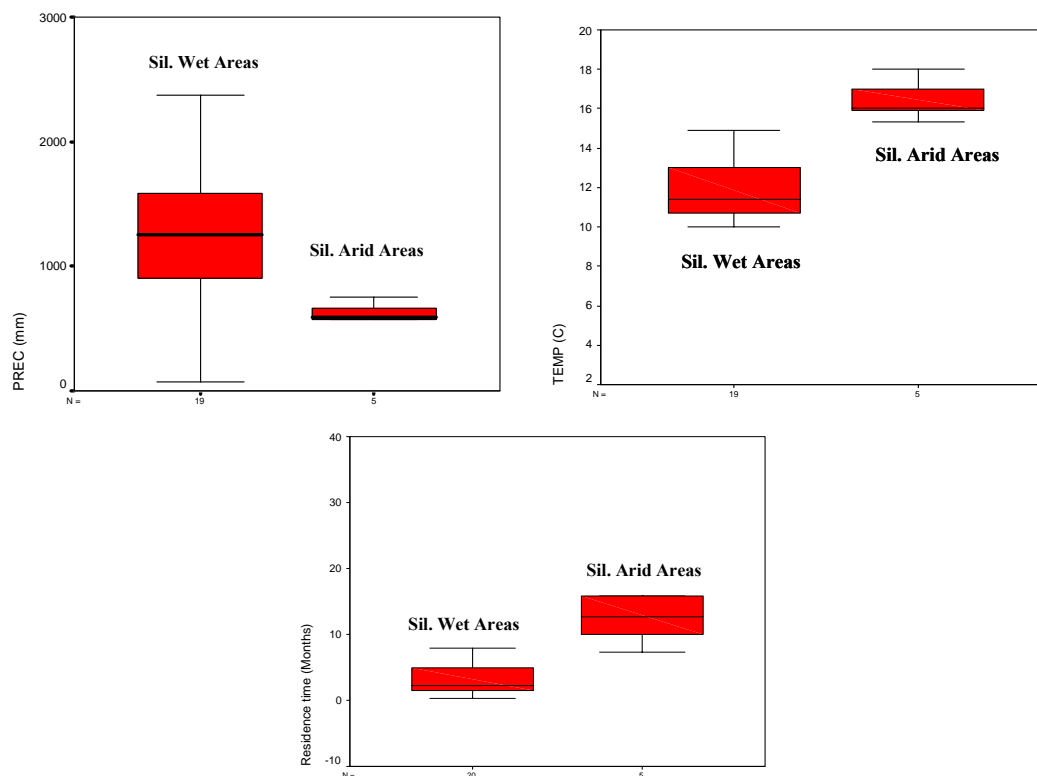 3000
Sil. Wet Areas
2000
Sil. Arid Areas
1000
0
PREC (mm)
N =
19
5
20
18
16
14
12
10
8
6
4
2
Sil. Arid Areas
Sil. Wet Areas
TEMP (C)
N =
19
5
40
30
20
10
0
-10
Sil. Arid Areas
Sil. Wet Areas
Residence time (Months)
N =
20
5